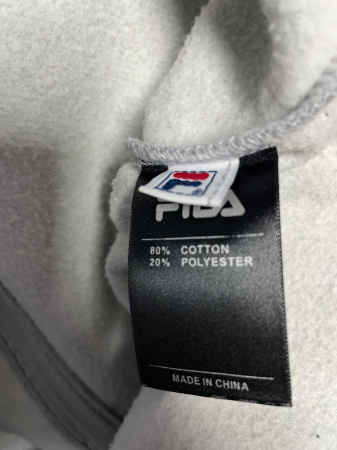 FILA
80% COTTON
20% POLYESTER
MADE IN CHINA